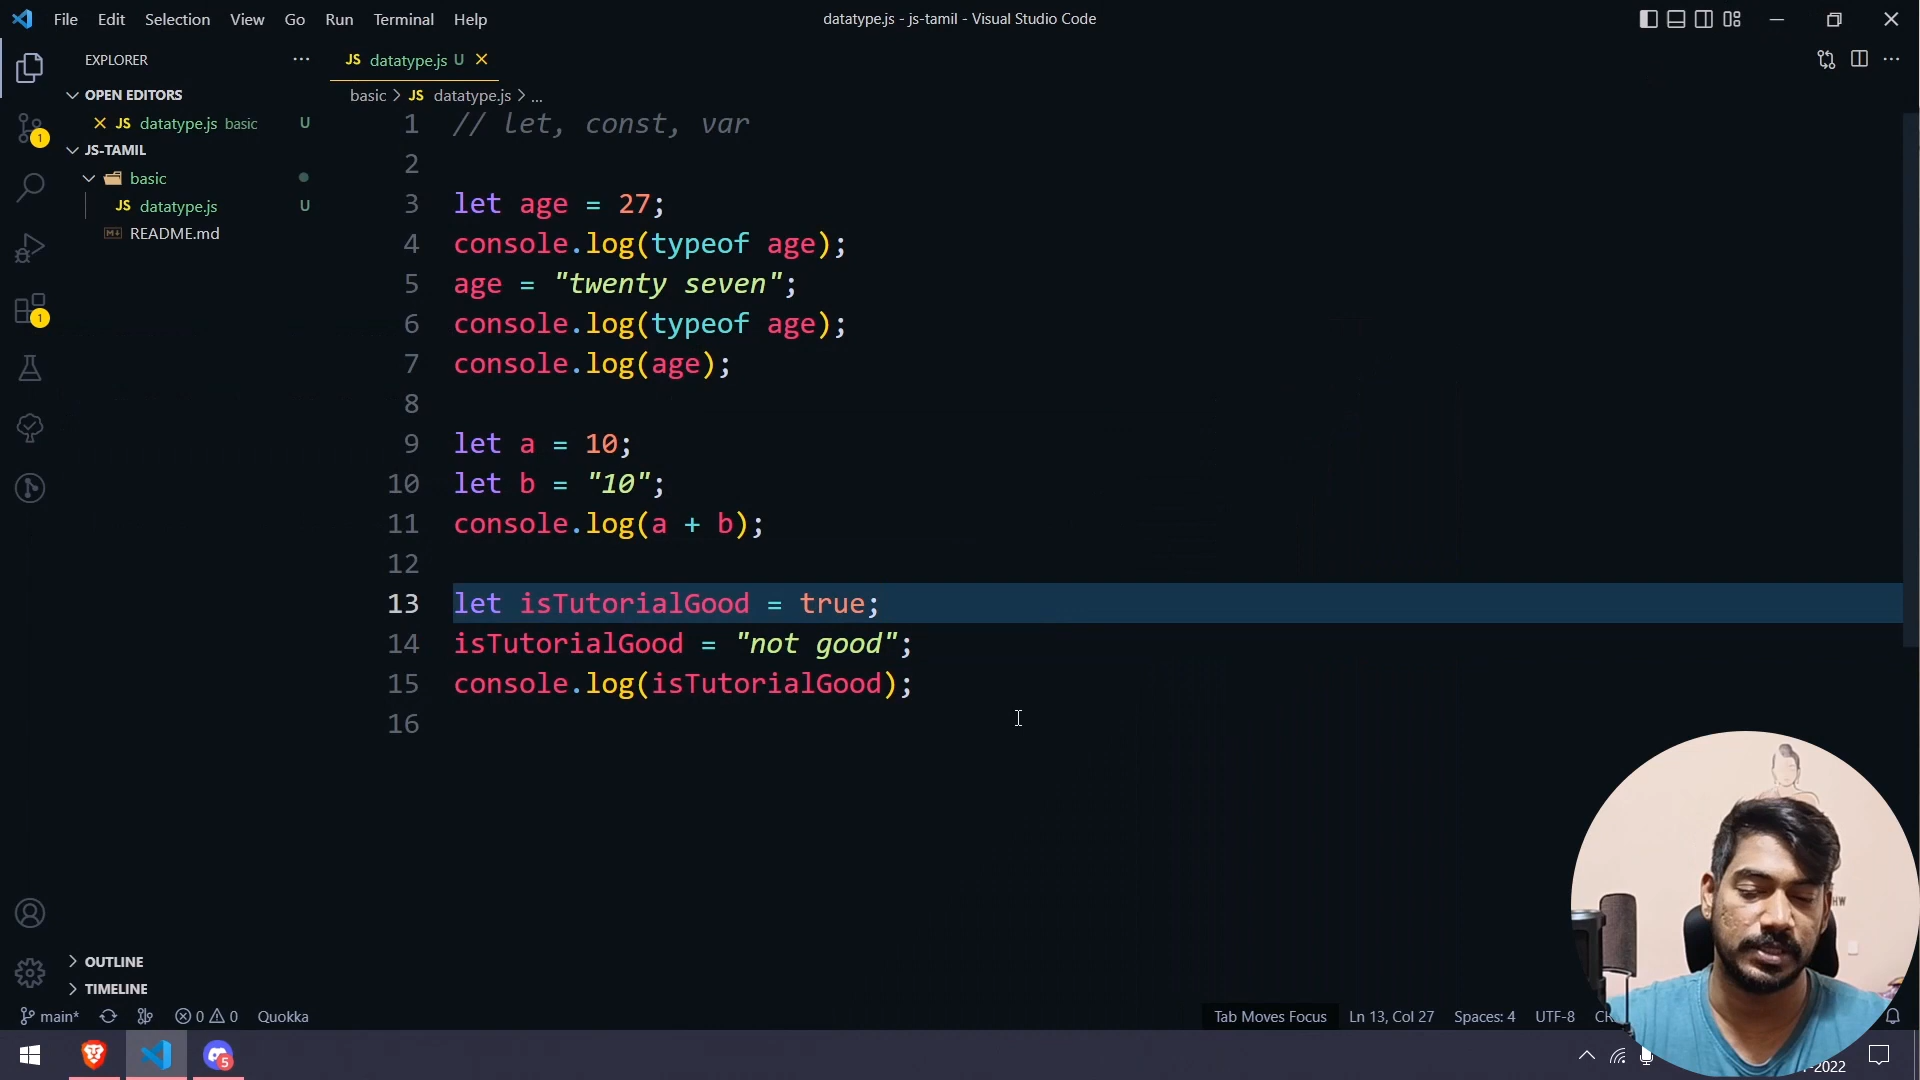 File Edit Selection View Go Run Terminal Help
datatype.js - js-tamil - Visual Studio Code
EXPLORER
OPEN EDITORS
JS datatype.js basic U
JS-TAMIL
basic
JS datatype.js U
README.md
OUTLINE
TIMELINE
JS datatype.js U
basic > JS datatype.js > ...
1 // let, const, var
2
3 let age = 27;
4 console.log(typeof age);
5 age = "twenty seven";
6 console.log(typeof age);
7 console.log(age);
8
9 let a = 10;
10 let b = "10";
11 console.log(a + b);
12
13 let isTutorialGood = true;
14 isTutorialGood = "not good";
15 console.log(isTutorialGood);
16
1
1
main* 0 0 Quokka
Tab Moves Focus Ln 13, Col 27 Spaces: 4 UTF-8
5
-2022